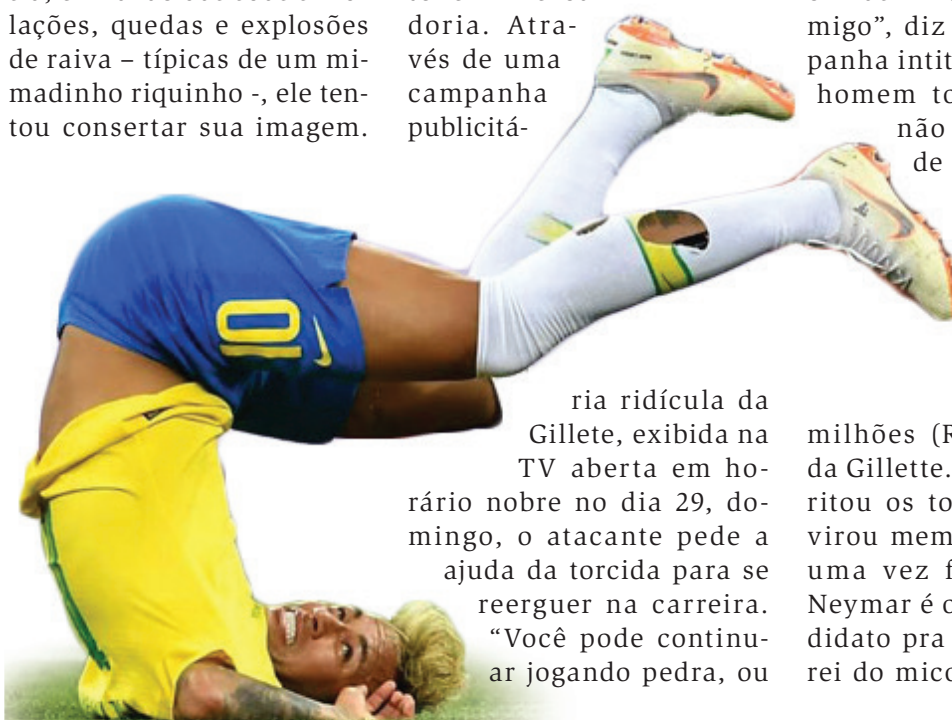 lações, quedas e explosões
de raiva – típicas de um mi-
madinho riquinho -, ele ten-
tou consertar sua imagem.
doria. Atra-
vés de uma
campanha
publicitá-
ria ridícula da
Gillete, exibida na
TV aberta em ho-
rário nobre no dia 29, do-
mingo, o atacante pede a
ajuda da torcida para se
reerguer na carreira.
“Você pode continu-
ar jogando pedra, ou
migo”, diz
panha intit
homem to
não
de
milhões (R
da Gillette.
ritou os to
virou mem
uma vez f
Neymar é o
didato pra
rei do mico
10